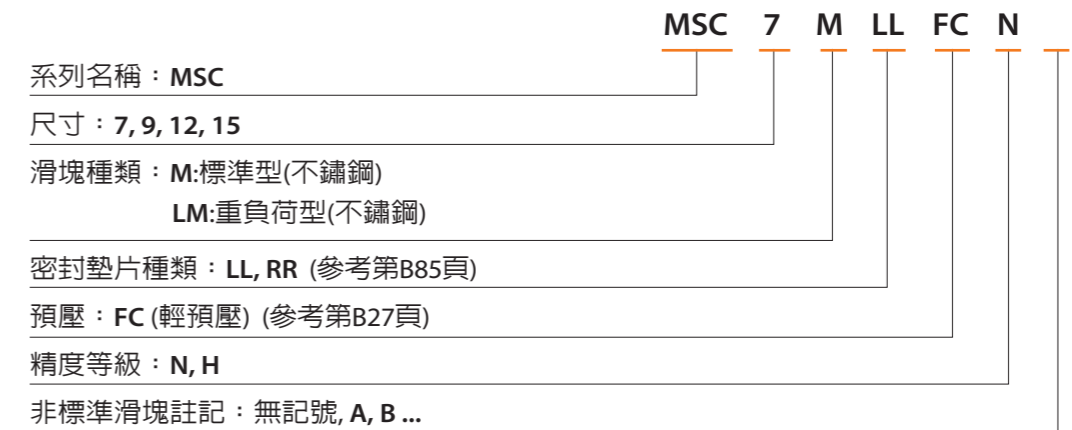 MSC 7 M LL FC N
系列名稱：MSC
尺寸：7, 9, 12, 15
滑塊種類：M:標準型(不鏽鋼)
LM:重負荷型(不鏽鋼)
密封墊片種類：LL, RR (參考第B85頁)
預壓：FC (輕預壓) (參考第B27頁)
精度等級：N, H
非標準滑塊註記：無記號, A, B ...